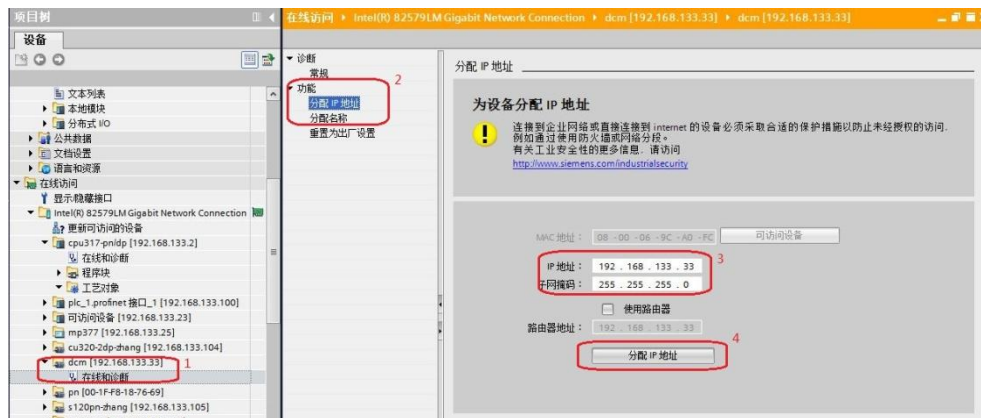 项目树
在线访问 ▸ Intel(R) 82579LM Gigabit Network Connection ▸ dcm [192.168.133.33] ▸ dcm [192.168.133.33]
设备
文本列表
本地模块
分布式 I/O
公共数据
文档设置
语言和资源
在线访问
显示/隐藏接口
Intel(R) 82579LM Gigabit Network Connection
更新可访问的设备
cpu317-pn/dp [192.168.133.2]
在线和诊断
程序块
工艺对象
plc_1.profinet 接口_1 [192.168.133.100]
可访问设备 [192.168.133.23]
mp377 [192.168.133.25]
cu320-2dp-zhang [192.168.133.104]
dcm [192.168.133.33]
1
在线和诊断
pn [00-1F-F8-18-76-69]
s120pn-zhang [192.168.133.105]
诊断
常规
2
功能
分配 IP 地址
分配名称
重置为出厂设置
分配 IP 地址
为设备分配 IP 地址
连接到企业网络或直接连接到 internet 的设备必须采取合适的保护措施以防止未经授权的访问.
例如通过使用防火墙或网络分段。
有关工业安全性的更多信息, 请访问
http://www.siemens.com/industrialsecurity
MAC 地址： 08 -00 -06 -9C -A0 -FC 可访问设备
IP 地址： 192 . 168 . 133 . 33
3
子网掩码： 255 . 255 . 255 . 0
使用路由器
路由器地址： 192 . 168 . 133 . 33
4
分配 IP 地址